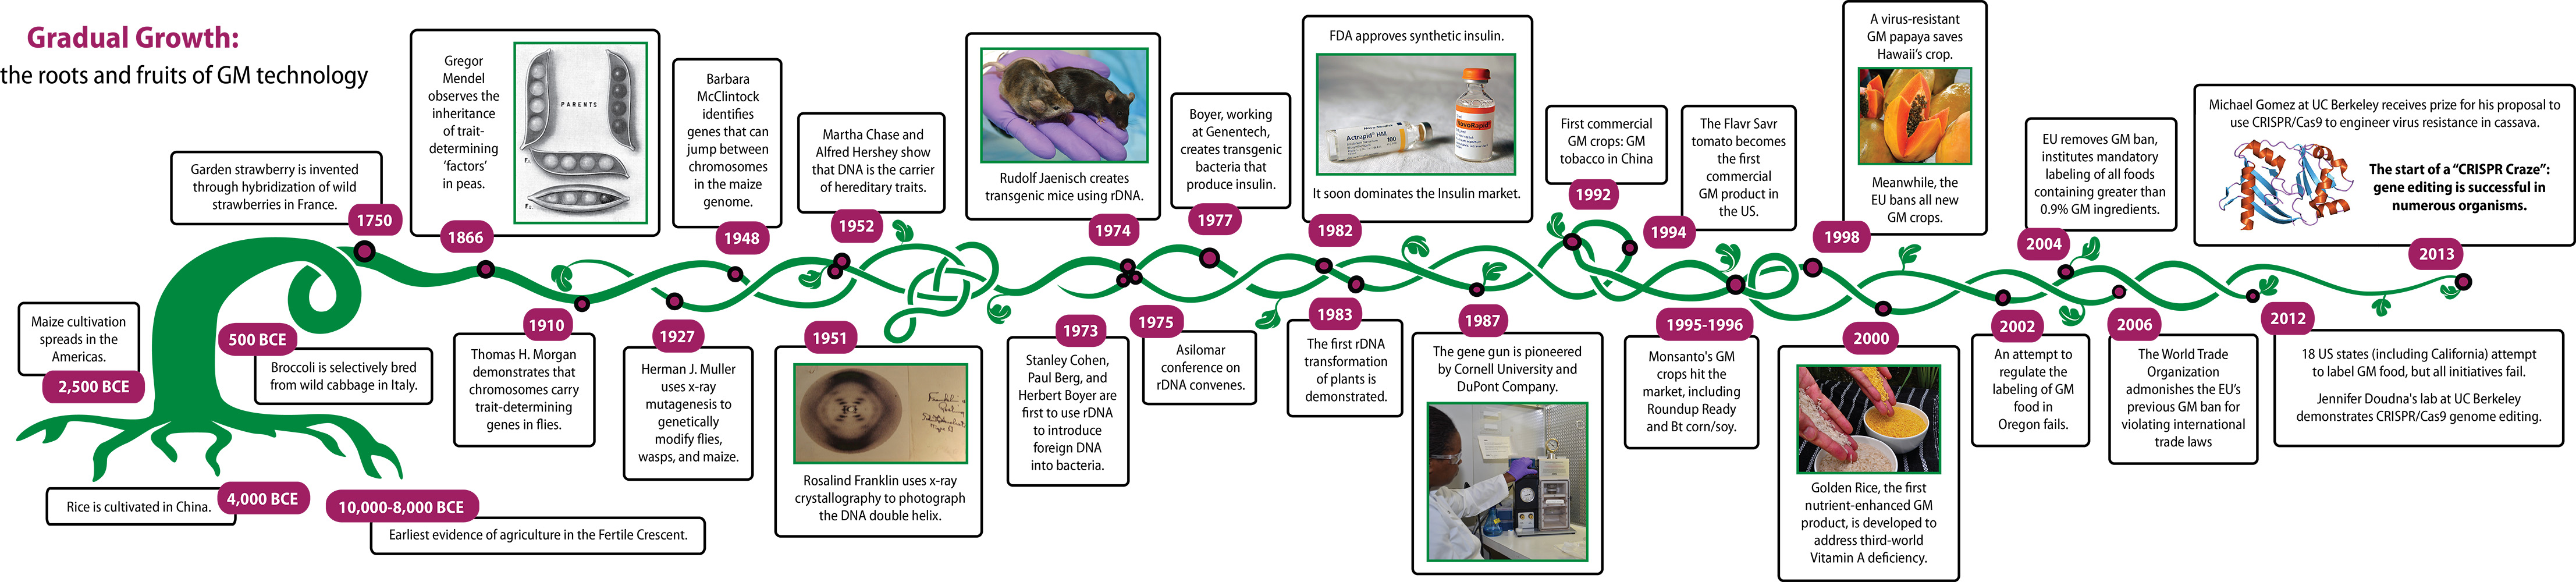 Gradual Growth:
the roots and fruits of GM technology
Maize cultivation
spreads in the
Americas.
2,500 BCE
Rice is cultivated in China.
4,000 BCE
10,000-8,000 BCE
Earliest evidence of agriculture in the Fertile Crescent.
500 BCE
Broccoli is selectively bred
from wild cabbage in Italy.
Garden strawberry is invented
through hybridization of wild
strawberries in France.
1750
Gregor
Mendel
observes the
inheritance
of trait-
determining
‘factors’
in peas.
PARENTS
1866
1910
Thomas H. Morgan
demonstrates that
chromosomes carry
trait-determining
genes in flies.
1927
Herman J. Muller
uses x-ray
mutagenesis to
genetically
modify flies,
wasps, and maize.
Barbara
McClintock
identifies
genes that can
jump between
chromosomes
in the maize
genome.
1948
1951
Rosalind Franklin uses x-ray
crystallography to photograph
the DNA double helix.
Martha Chase and
Alfred Hershey show
that DNA is the carrier
of hereditary traits.
1952
1973
Stanley Cohen,
Paul Berg, and
Herbert Boyer are
first to use rDNA
to introduce
foreign DNA
into bacteria.
Rudolf Jaenisch creates
transgenic mice using rDNA.
1974
1975
Asilomar
conference on
rDNA convenes.
Boyer, working
at Genentech,
creates transgenic
bacteria that
produce insulin.
1977
FDA approves synthetic insulin.
Actrapid HM
100
NovoRapid
It soon dominates the Insulin market.
1982
1983
The first rDNA
transformation
of plants is
demonstrated.
1987
The gene gun is pioneered
by Cornell University and
DuPont Company.
First commercial
GM crops: GM
tobacco in China
1992
The Flavr Savr
tomato becomes
the first
commercial
GM product in
the US.
1994
1995-1996
Monsanto's GM
crops hit the
market, including
Roundup Ready
and Bt corn/soy.
A virus-resistant
GM papaya saves
Hawaii’s crop.
Meanwhile, the
EU bans all new
GM crops.
1998
2000
Golden Rice, the first
nutrient-enhanced GM
product, is developed to
address third-world
Vitamin A deficiency.
2002
An attempt to
regulate the
labeling of GM
food in
Oregon fails.
EU removes GM ban,
institutes mandatory
labeling of all foods
containing greater than
0.9% GM ingredients.
2004
2006
The World Trade
Organization
admonishes the EU’s
previous GM ban for
violating international
trade laws
2012
18 US states (including California) attempt
to label GM food, but all initiatives fail.
Jennifer Doudna's lab at UC Berkeley
demonstrates CRISPR/Cas9 genome editing.
Michael Gomez at UC Berkeley receives prize for his proposal to
use CRISPR/Cas9 to engineer virus resistance in cassava.
The start of a “CRISPR Craze”:
gene editing is successful in
numerous organisms.
2013